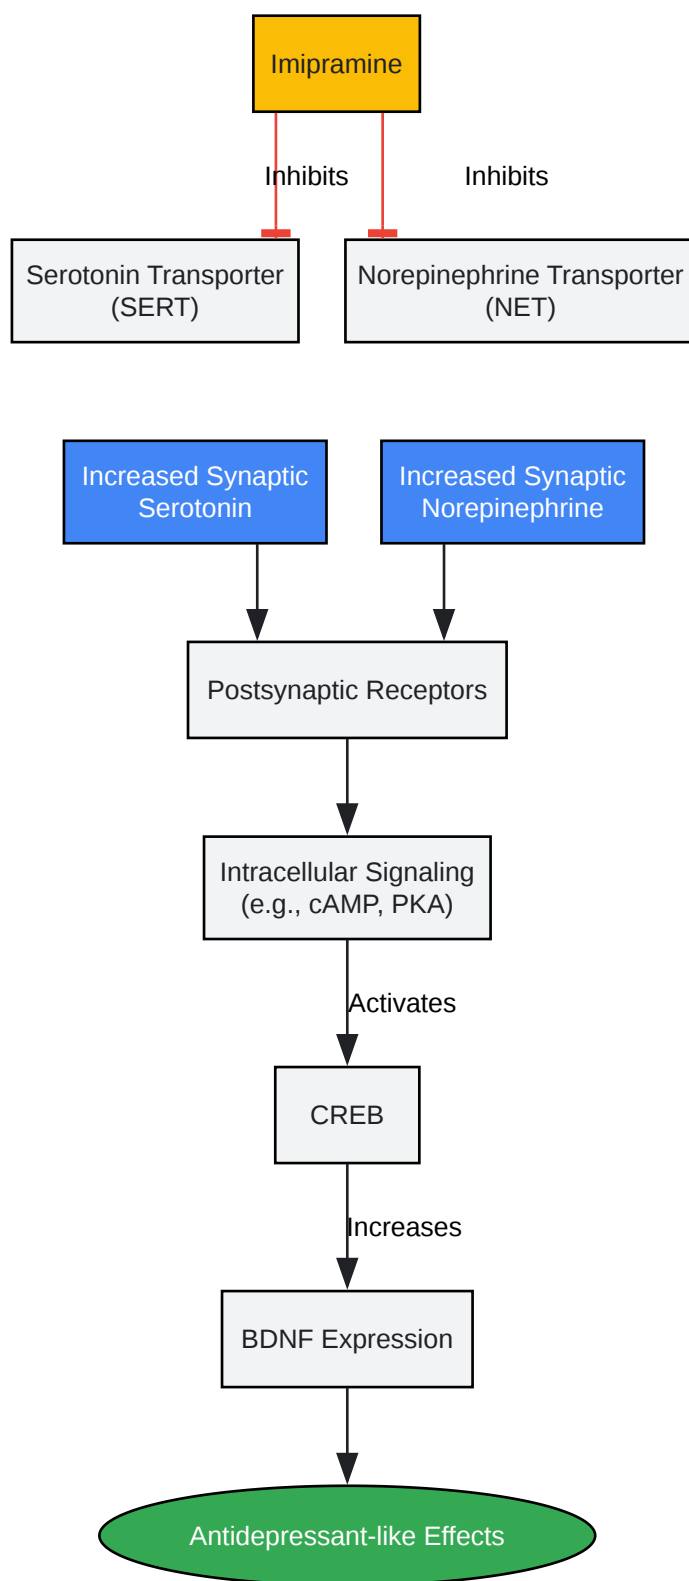 Imipramine
Inhibits
Inhibits
Serotonin Transporter
(SERT)
Norepinephrine Transporter
(NET)
Increased Synaptic
Serotonin
Increased Synaptic
Norepinephrine
Postsynaptic Receptors
Intracellular Signaling
(e.g., cAMP, PKA)
Activates
CREB
Increases
BDNF Expression
Antidepressant-like Effects